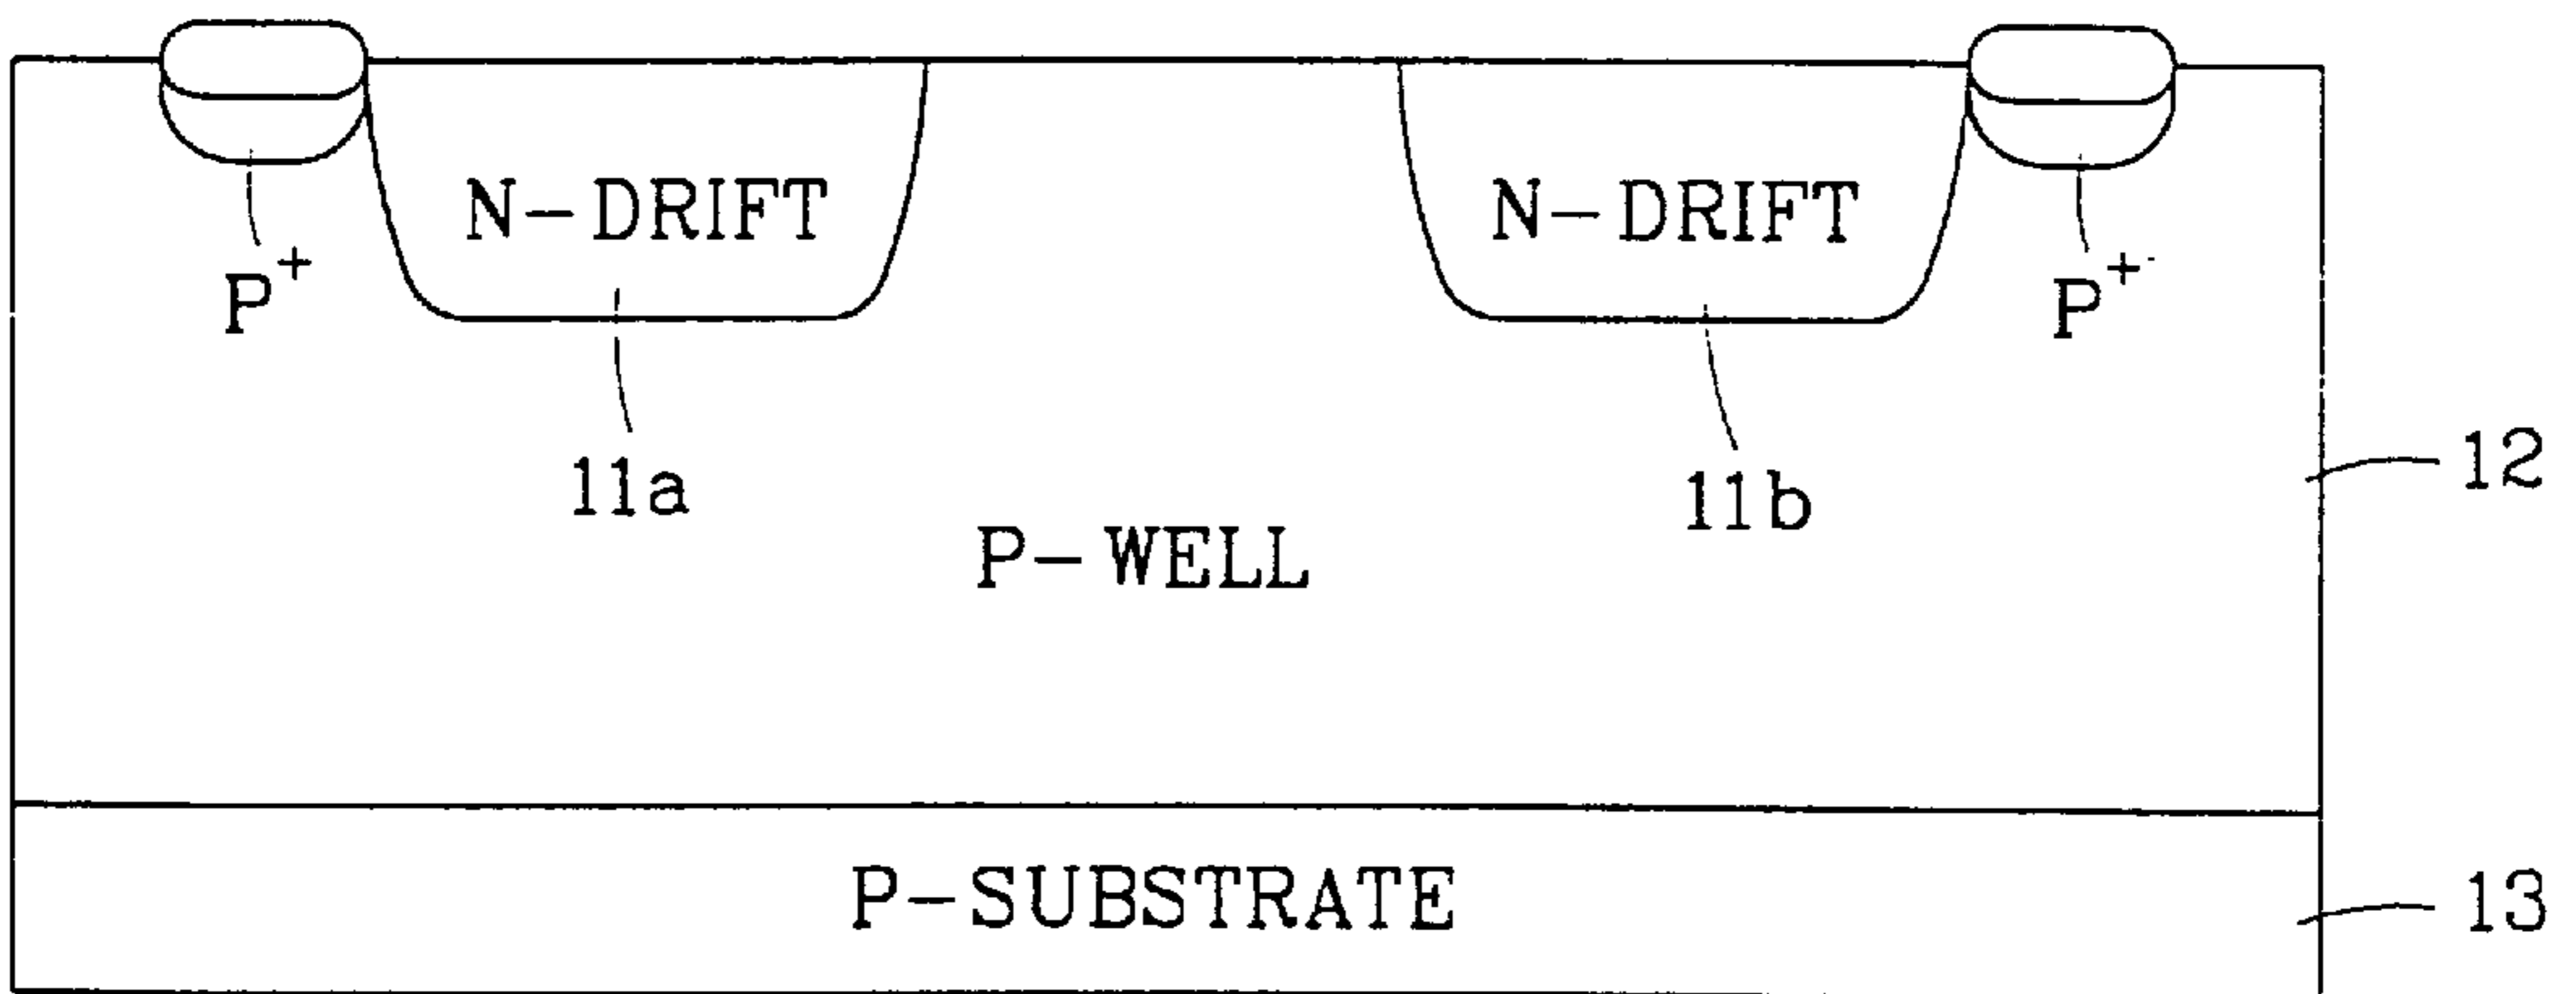 N-DRIFT N-DRIFT
P+ P+
11a 11b 12
P-WELL
P-SUBSTRATE 13